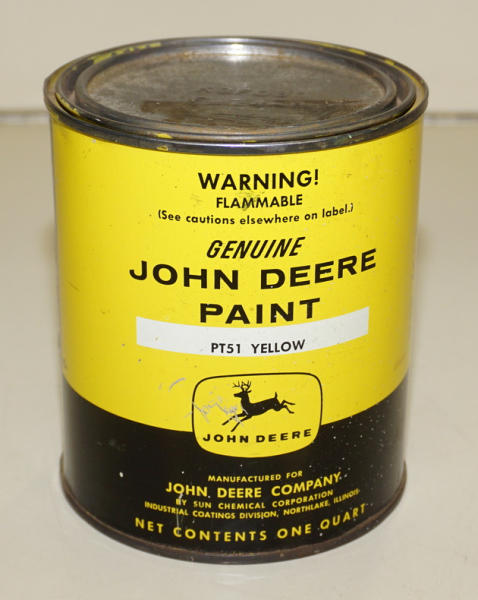 WARNING!
FLAMMABLE
(See cautions elsewhere on label.)
GENUINE
JOHN DEERE
PAINT
PT51 YELLOW
JOHN DEERE
MANUFACTURED FOR
JOHN DEERE COMPANY
BY SUN CHEMICAL CORPORATION
INDUSTRIAL COATINGS DIVISION, NORTHLAKE, ILLINOIS
NET CONTENTS ONE QUART